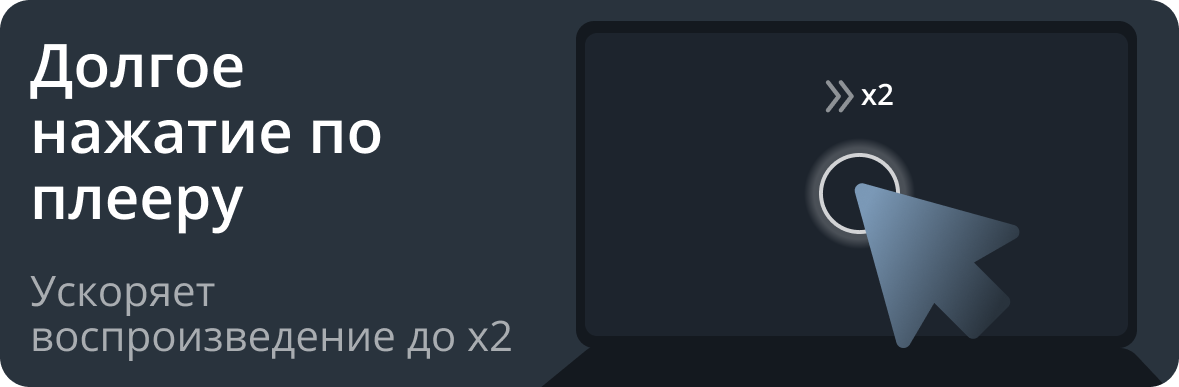 Долгое
нажатие по
плееру
Ускоряет
воспроизведение до x2
x2